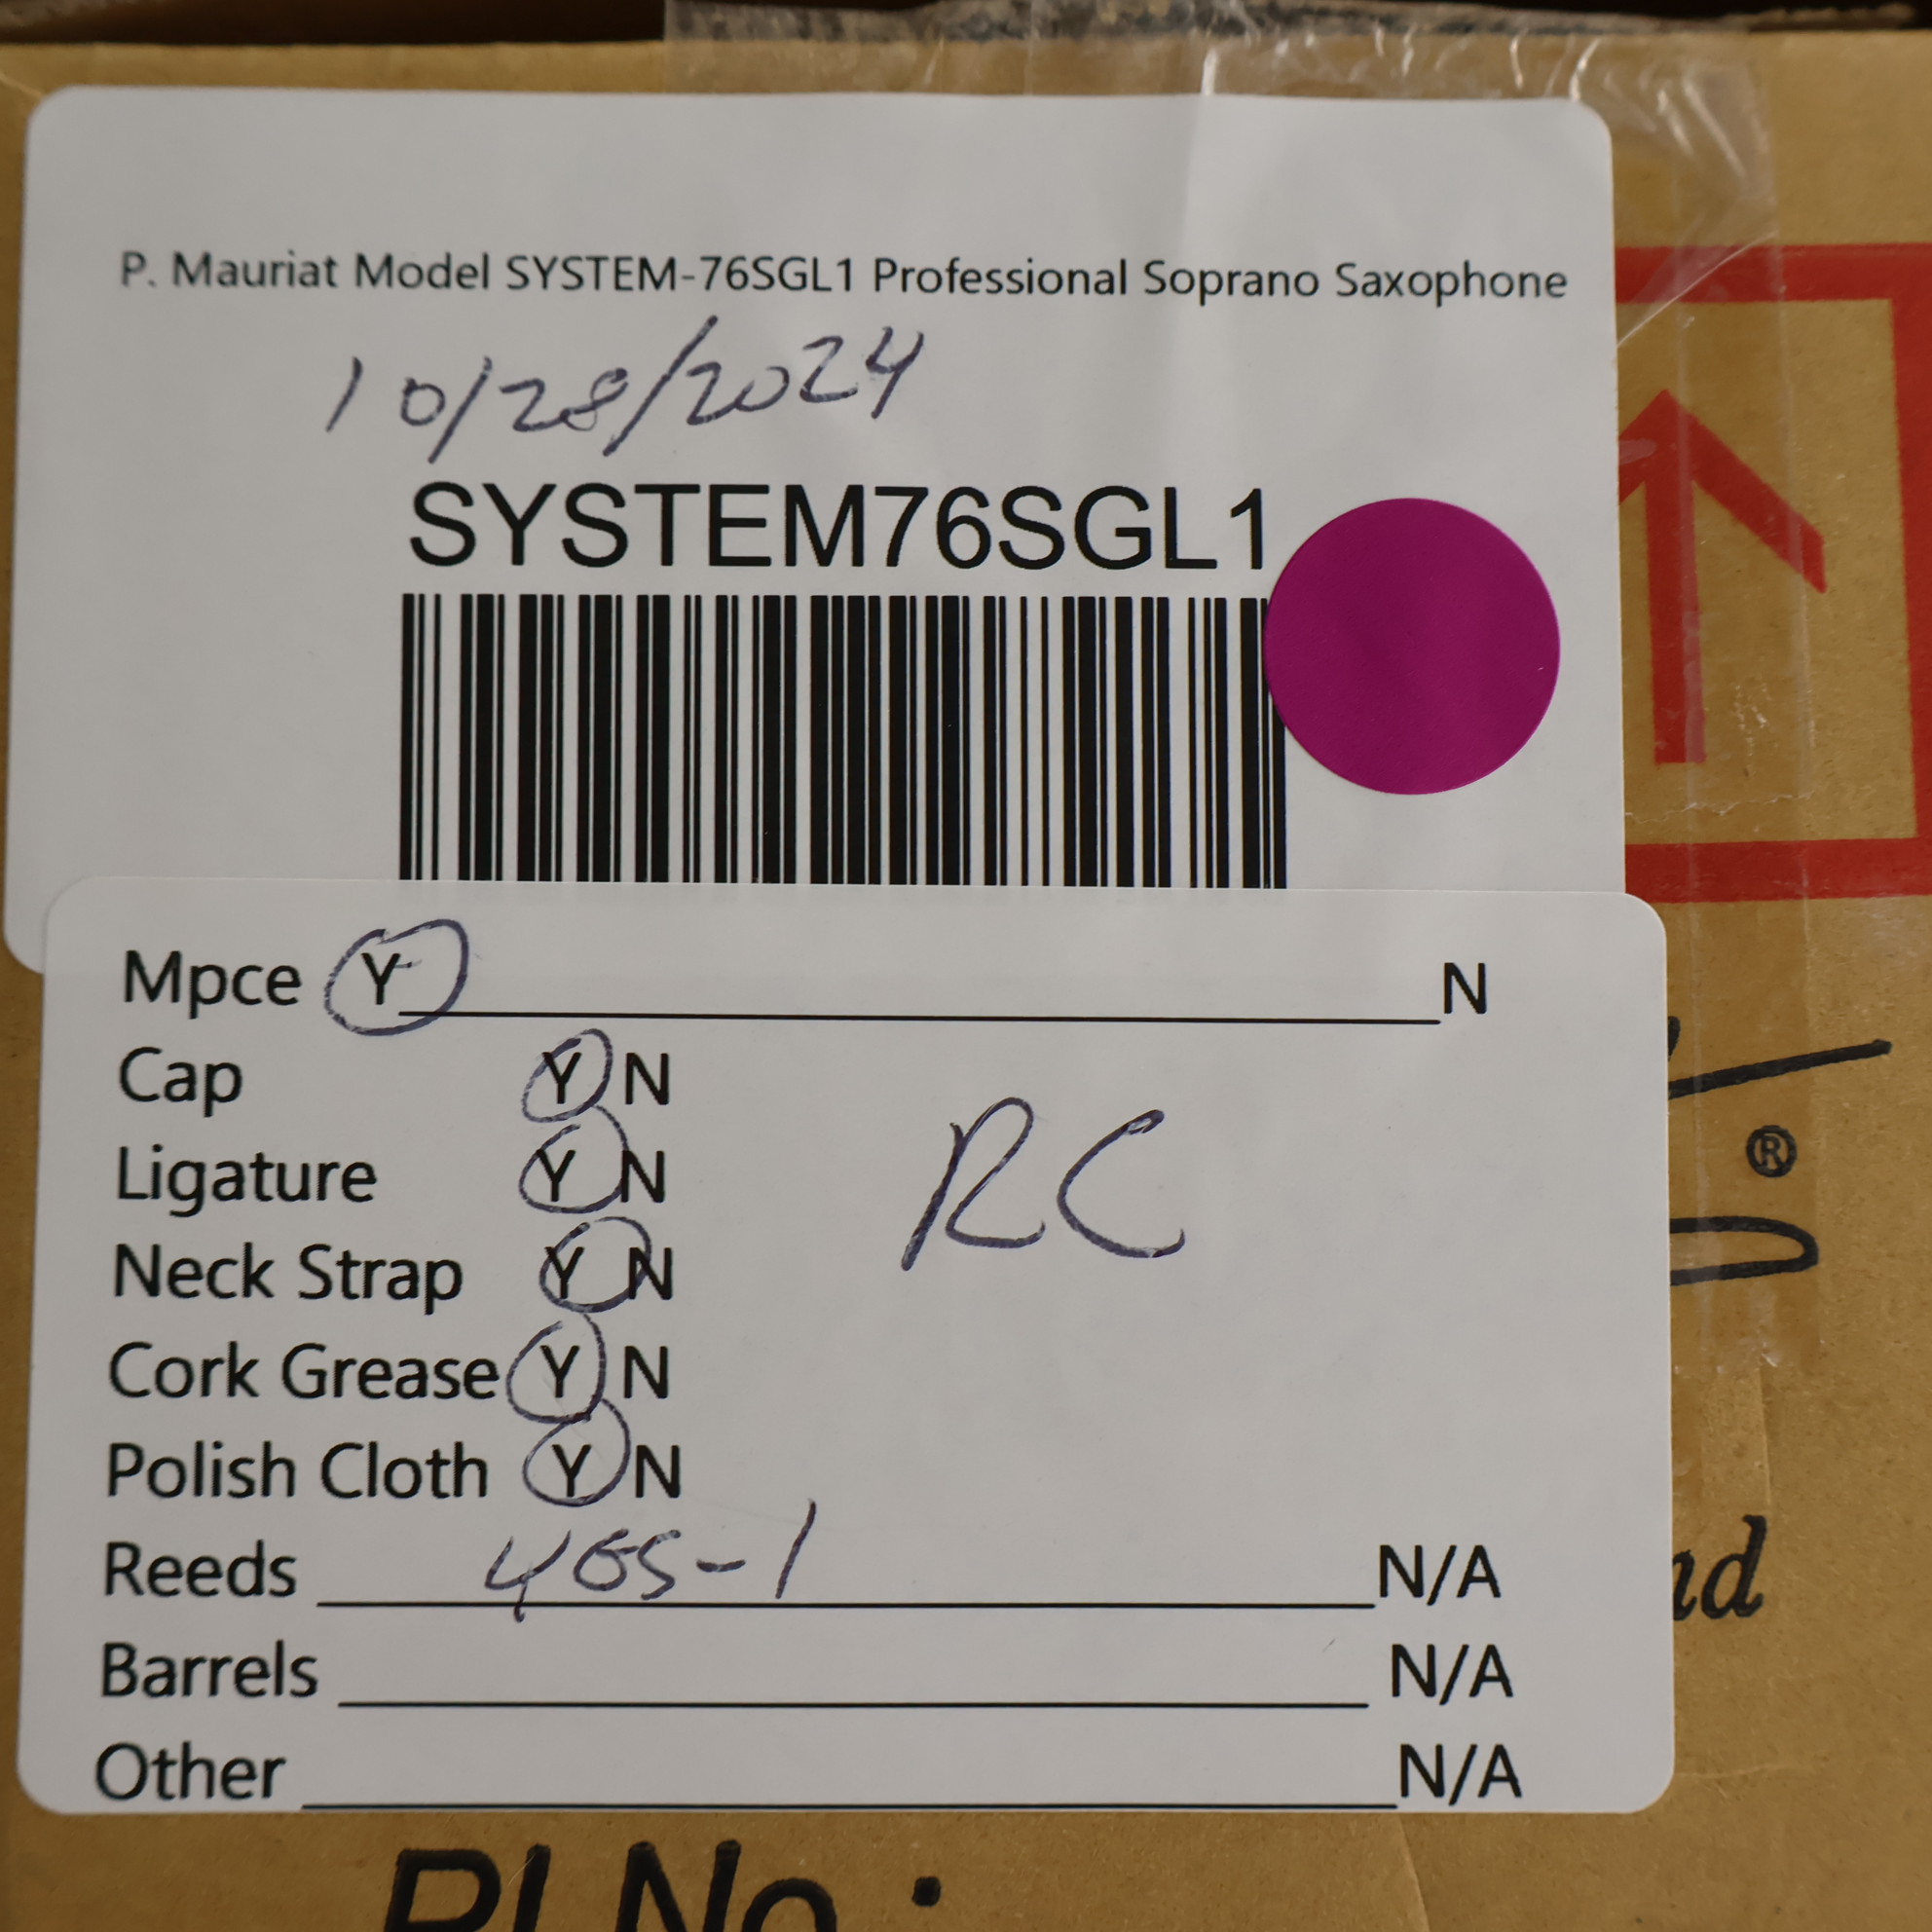 P. Mauriat Model SYSTEM-76SGL1 Professional Soprano Saxophone
10/28/2024
SYSTEM76SGL1
Mpce Y N
Cap Y N
Ligature Y N
RC
Neck Strap Y N
Cork Grease Y N
Polish Cloth Y N
Reeds yes-1 N/A
Barrels N/A
Other N/A
®